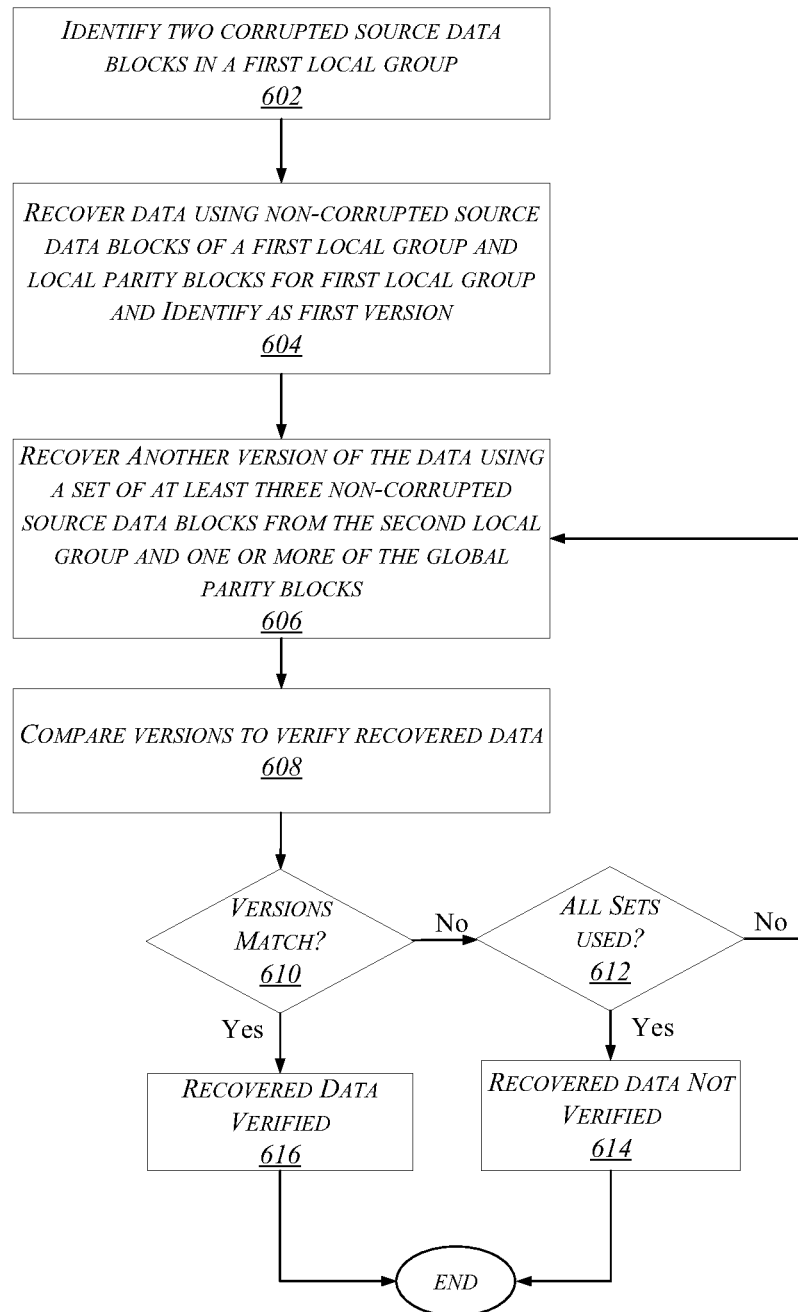 IDENTIFY TWO CORRUPTED SOURCE DATA
BLOCKS IN A FIRST LOCAL GROUP
602
RECOVER DATA USING NON-CORRUPTED SOURCE
DATA BLOCKS OF A FIRST LOCAL GROUP AND
LOCAL PARITY BLOCKS FOR FIRST LOCAL GROUP
AND IDENTIFY AS FIRST VERSION
604
RECOVER ANOTHER VERSION OF THE DATA USING
A SET OF AT LEAST THREE NON-CORRUPTED
SOURCE DATA BLOCKS FROM THE SECOND LOCAL
GROUP AND ONE OR MORE OF THE GLOBAL
PARITY BLOCKS
606
COMPARE VERSIONS TO VERIFY RECOVERED DATA
608
VERSIONS
MATCH?
610
No
ALL SETS
USED?
612
No
Yes
Yes
RECOVERED DATA
VERIFIED
616
RECOVERED DATA NOT
VERIFIED
614
END